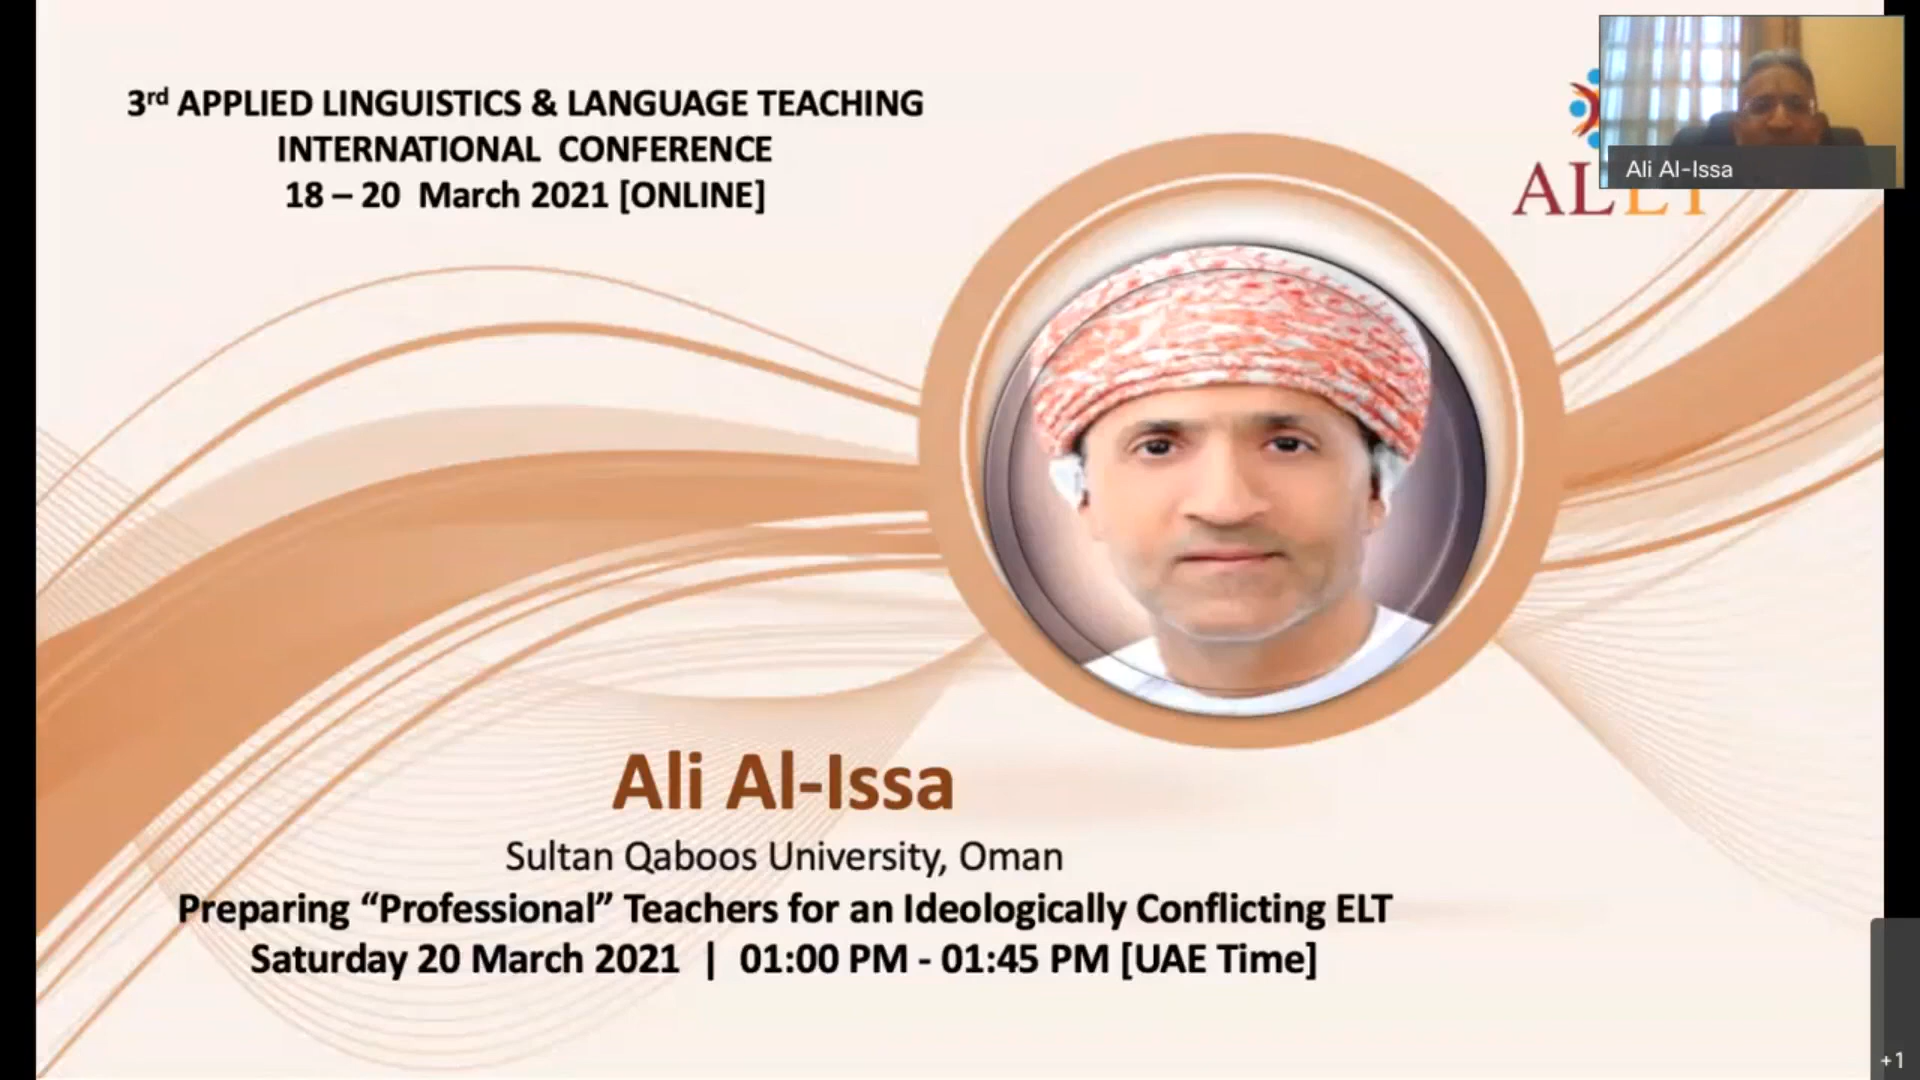 3rd APPLIED LINGUISTICS & LANGUAGE TEACHING
INTERNATIONAL CONFERENCE
18 – 20 March 2021 [ONLINE]
Ali Al-Issa
ALLT
Ali Al-Issa
Sultan Qaboos University, Oman
Preparing “Professional” Teachers for an Ideologically Conflicting ELT
Saturday 20 March 2021 | 01:00 PM - 01:45 PM [UAE Time]
+1